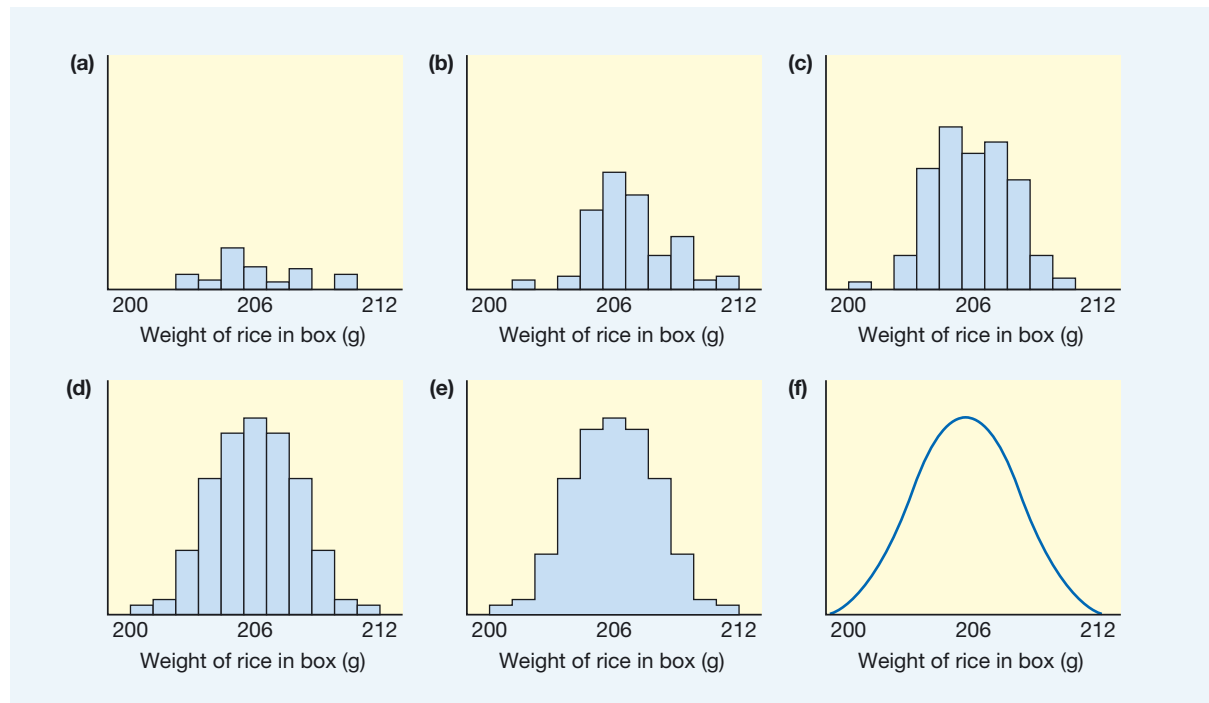 (a)
(b)
(c)
200 206 212
200 206 212
200 206 212
Weight of rice in box (g)
Weight of rice in box (g)
Weight of rice in box (g)
(d)
(e)
(f)
200 206 212
200 206 212
200 206 212
Weight of rice in box (g)
Weight of rice in box (g)
Weight of rice in box (g)